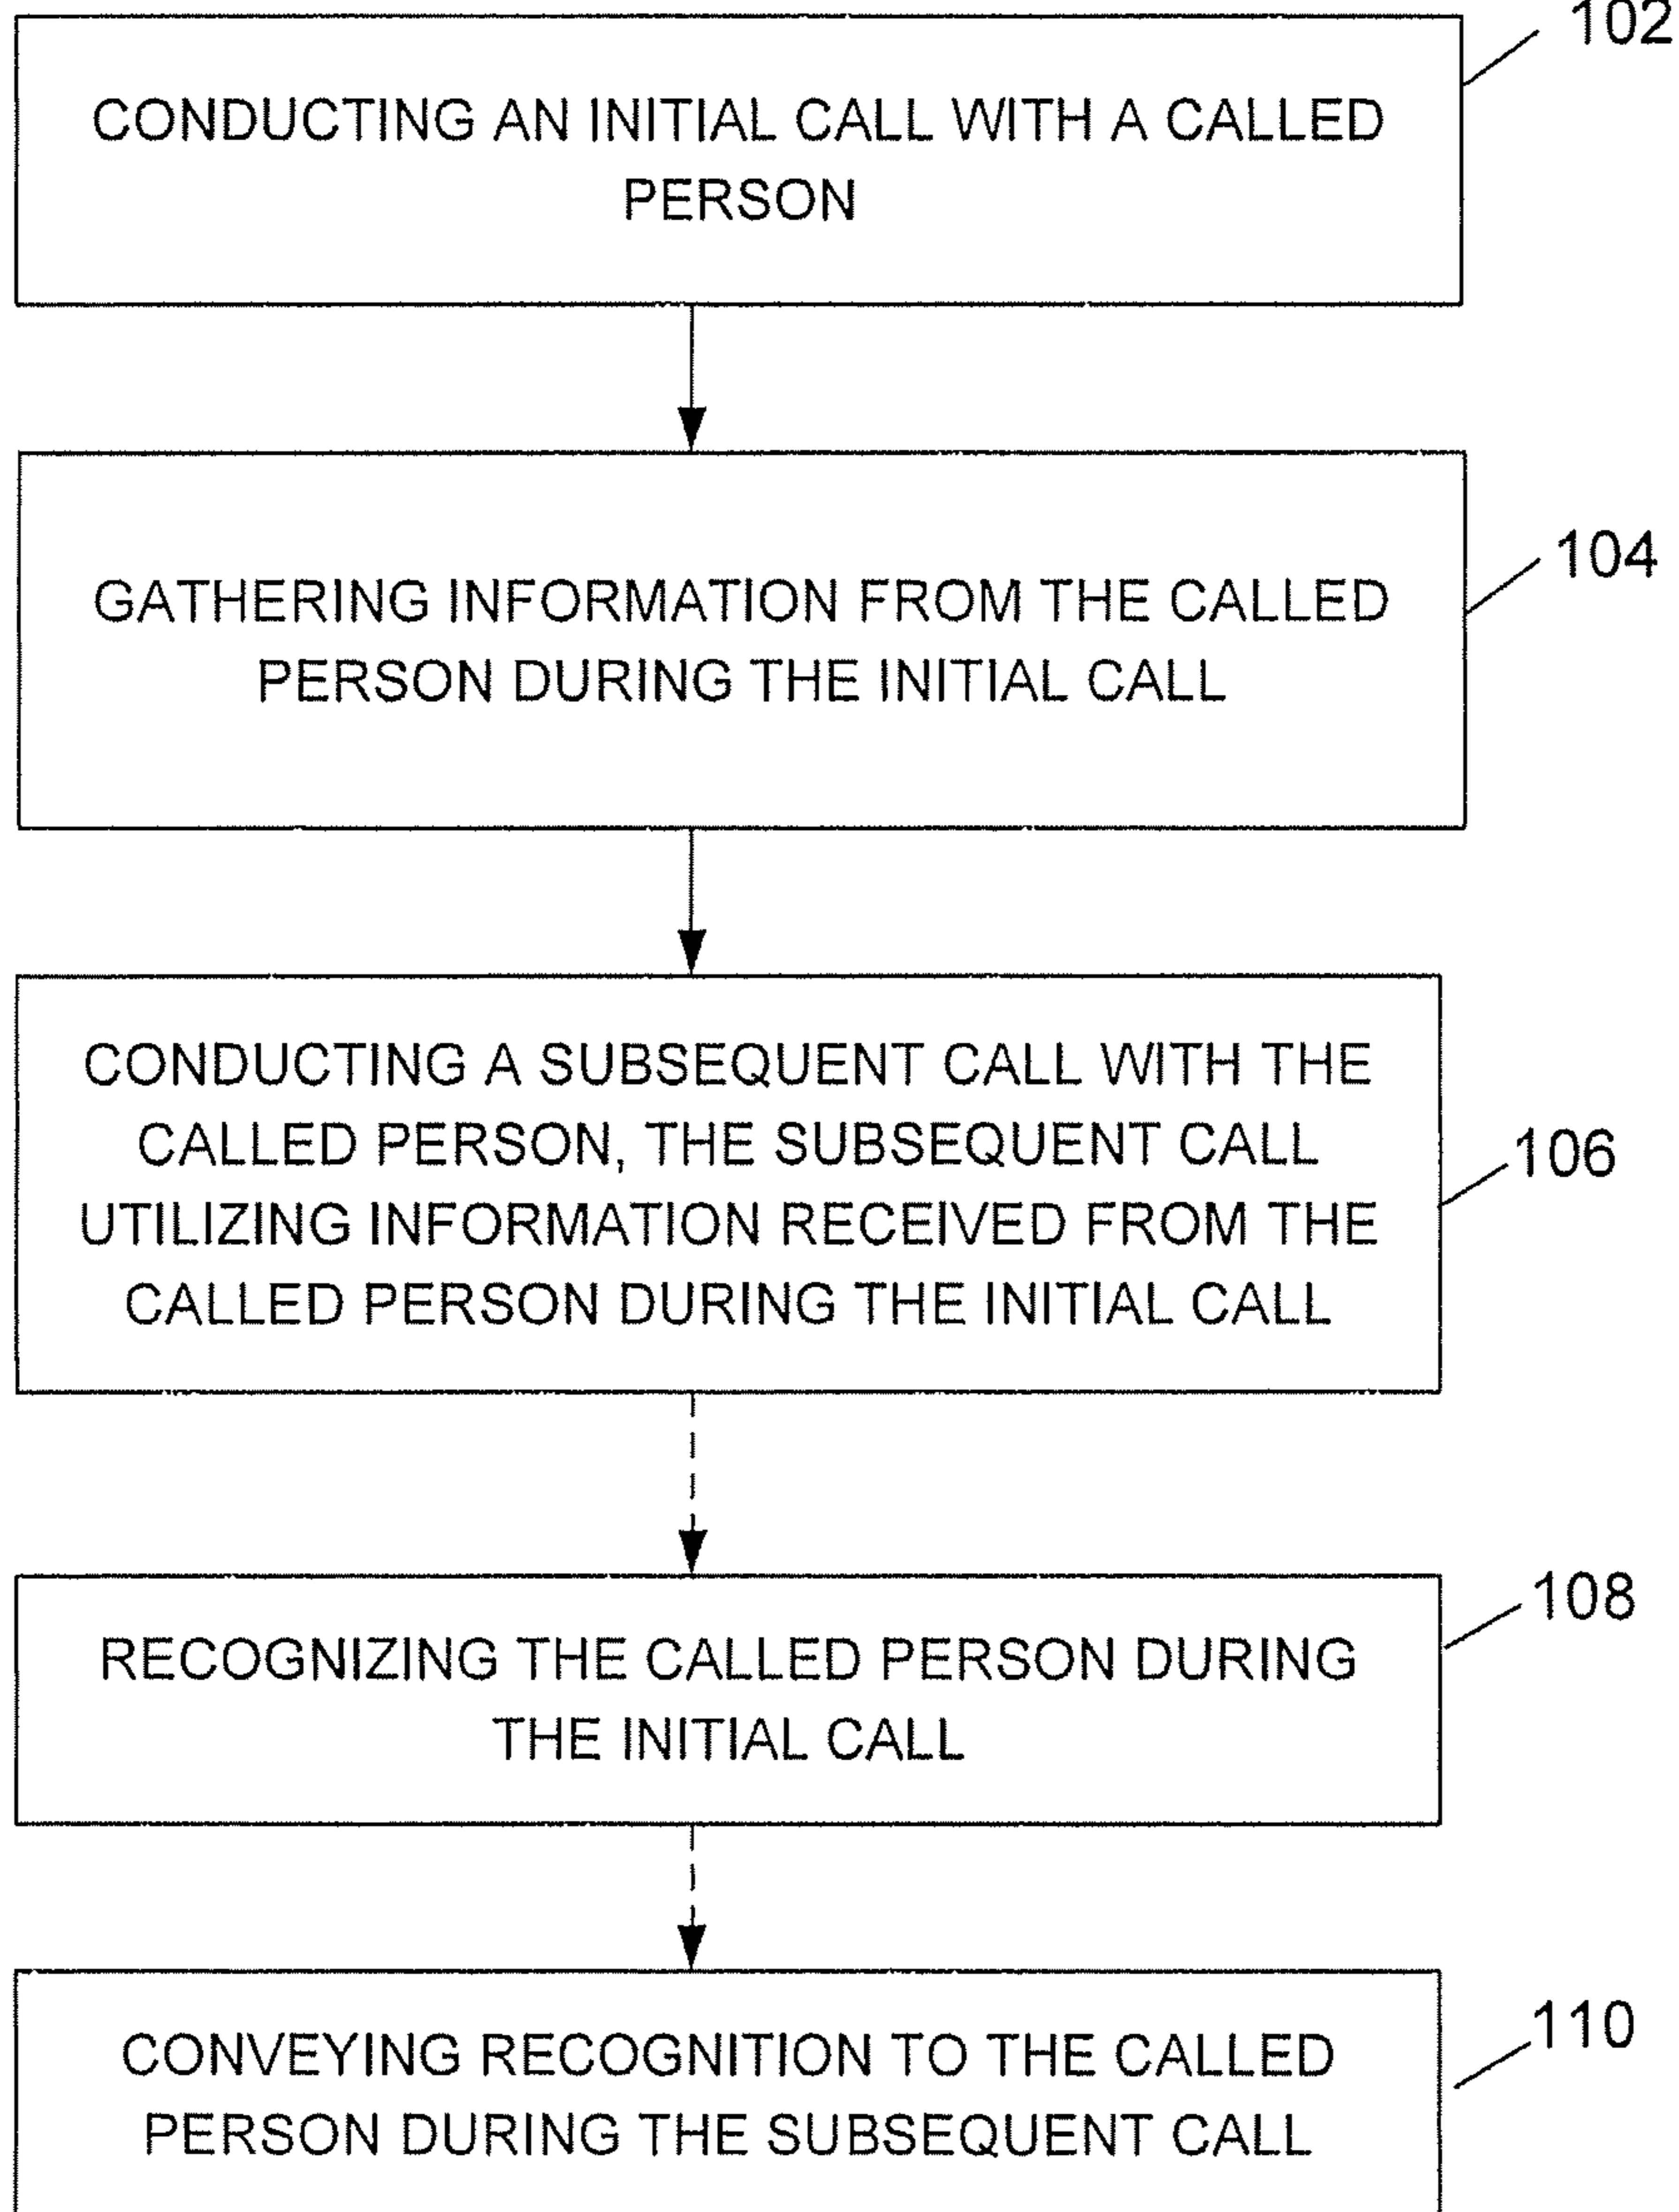 102
CONDUCTING AN INITIAL CALL WITH A CALLED
PERSON
104
GATHERING INFORMATION FROM THE CALLED
PERSON DURING THE INITIAL CALL
CONDUCTING A SUBSEQUENT CALL WITH THE
CALLED PERSON, THE SUBSEQUENT CALL
106
UTILIZING INFORMATION RECEIVED FROM THE
CALLED PERSON DURING THE INITIAL CALL
108
RECOGNIZING THE CALLED PERSON DURING
THE INITIAL CALL
110
CONVEYING RECOGNITION TO THE CALLED
PERSON DURING THE SUBSEQUENT CALL